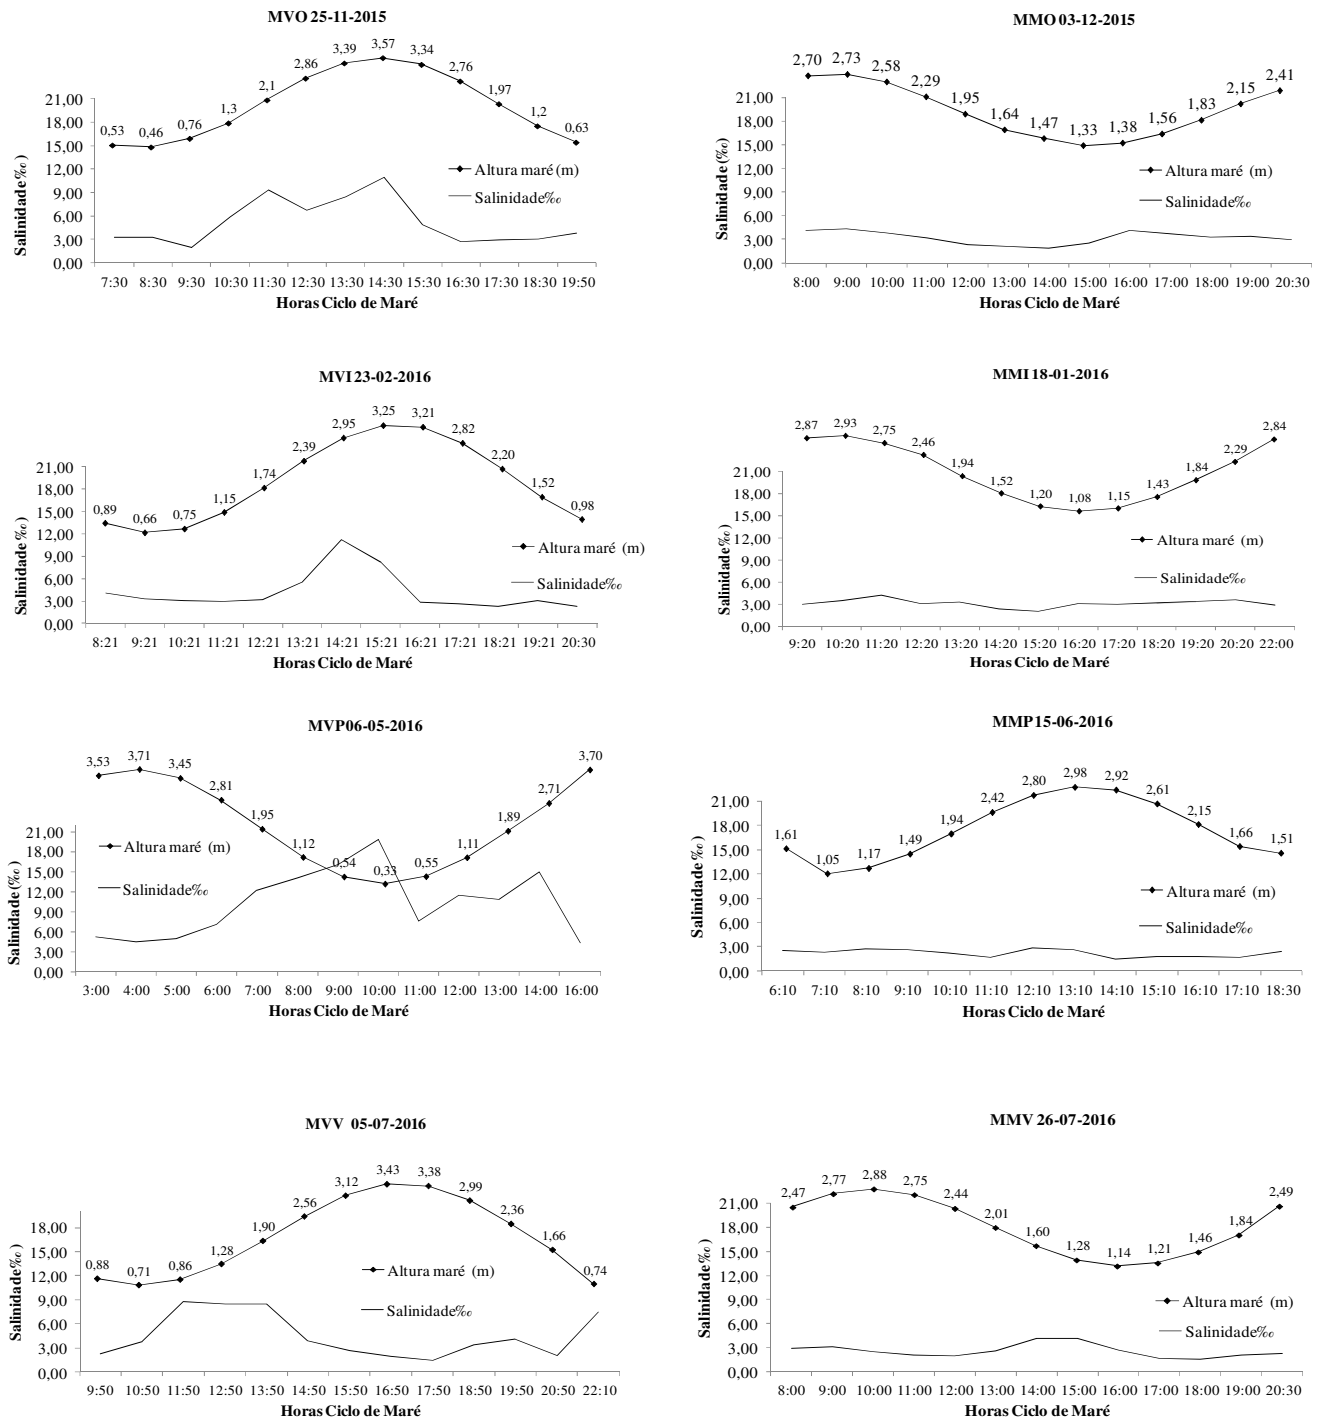 MVO 25-11-2015
0,53 0,46 0,76 1,3 2,1 2,86 3,39 3,57 3,34 2,76 1,97 1,2 0,63
21,00
18,00
15,00
12,00
9,00
6,00
3,00
0,00
Salinidade‰)
Altura maré (m)
Salinidade‰
7:30 8:30 9:30 10:30 11:30 12:30 13:30 14:30 15:30 16:30 17:30 18:30 19:50
Horas Ciclo de Maré
MMO 03-12-2015
2,70 2,73 2,58 2,29 1,95 1,64 1,47 1,33 1,38 1,56 1,83 2,15 2,41
21,00
18,00
15,00
12,00
9,00
6,00
3,00
0,00
Salinidade(‰)
Altura maré (m)
Salinidade‰
8:00 9:00 10:00 11:00 12:00 13:00 14:00 15:00 16:00 17:00 18:00 19:00 20:30
Horas Ciclo de Maré
MVI 23-02-2016
0,89 0,66 0,75 1,15 1,74 2,39 2,95 3,25 3,21 2,82 2,20 1,52 0,98
21,00
18,00
15,00
12,00
9,00
6,00
3,00
0,00
Salinidade‰)
Altura maré (m)
Salinidade‰
8:21 9:21 10:21 11:21 12:21 13:21 14:21 15:21 16:21 17:21 18:21 19:21 20:30
Horas Ciclo de Maré
MMI 18-01-2016
2,87 2,93 2,75 2,46 1,94 1,52 1,20 1,08 1,15 1,43 1,84 2,29 2,84
21,00
18,00
15,00
12,00
9,00
6,00
3,00
0,00
Salinidade‰)
Altura maré (m)
Salinidade‰
9:20 10:20 11:20 12:20 13:20 14:20 15:20 16:20 17:20 18:20 19:20 20:20 22:00
Horas Ciclo de Maré
MVP 06-05-2016
3,53 3,71 3,45 2,81 1,95 1,12 0,54 0,33 0,55 1,11 1,89 2,71 3,70
21,00
18,00
15,00
12,00
9,00
6,00
3,00
0,00
Salinidade(‰)
Altura maré (m)
Salinidade‰
3:00 4:00 5:00 6:00 7:00 8:00 9:00 10:00 11:00 12:00 13:00 14:00 16:00
Horas Ciclo de Maré
MMP 15-06-2016
1,61 1,05 1,17 1,49 1,94 2,42 2,80 2,98 2,92 2,61 2,15 1,66 1,51
21,00
18,00
15,00
12,00
9,00
6,00
3,00
0,00
Salinidade‰)
Altura maré (m)
Salinidade‰
6:10 7:10 8:10 9:10 10:10 11:10 12:10 13:10 14:10 15:10 16:10 17:10 18:30
Horas Ciclo de Maré
MVV 05-07-2016
0,88 0,71 0,86 1,28 1,90 2,56 3,12 3,43 3,38 2,99 2,36 1,66 0,74
18,00
15,00
12,00
9,00
6,00
3,00
0,00
Salinidade‰)
Altura maré (m)
Salinidade‰
9:50 10:50 11:50 12:50 13:50 14:50 15:50 16:50 17:50 18:50 19:50 20:50 22:10
Horas Ciclo de Maré
MMV 26-07-2016
2,47 2,77 2,88 2,75 2,44 2,01 1,60 1,28 1,14 1,21 1,46 1,84 2,49
21,00
18,00
15,00
12,00
9,00
6,00
3,00
0,00
Salinidade‰)
Altura maré (m)
Salinidade‰
8:00 9:00 10:00 11:00 12:00 13:00 14:00 15:00 16:00 17:00 18:00 19:00 20:30
Horas Ciclo de Maré